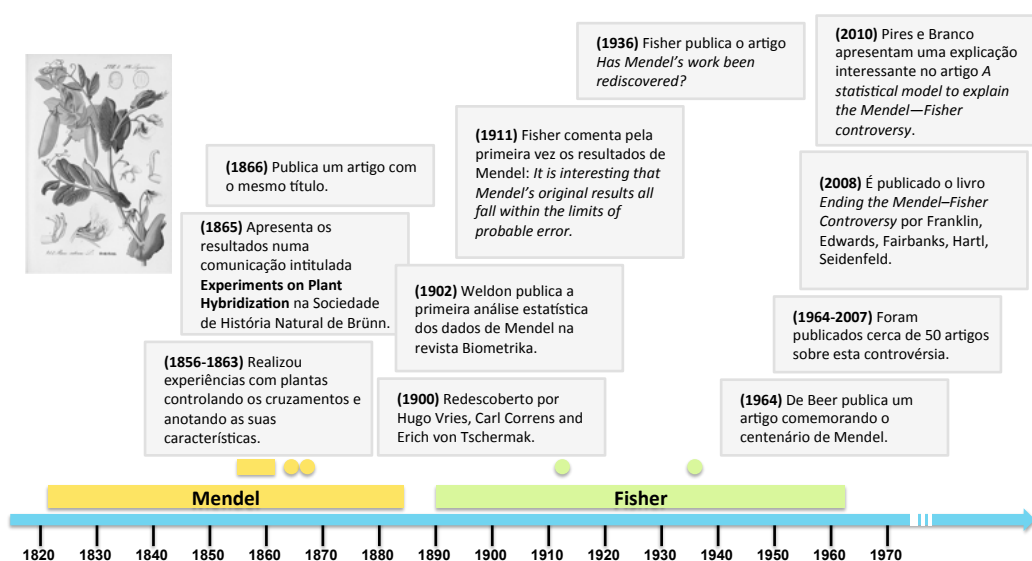 (1936) Fisher publica o artigo
Has Mendel's work been
rediscovered?
(2010) Pires e Branco
apresentam uma explicação
interessante no artigo A
statistical model to explain
the Mendel—Fisher
controversy.
(1911) Fisher comenta pela
primeira vez os resultados de
Mendel: It is interesting that
Mendel's original results all
fall within the limits of
probable error.
(1866) Publica um artigo com
o mesmo título.
(2008) É publicado o livro
Ending the Mendel–Fisher
Controversy por Franklin,
Edwards, Fairbanks, Hartl,
Seidenfeld.
(1865) Apresenta os
resultados numa
comunicação intitulada
Experiments on Plant
Hybridization na Sociedade
de História Natural de Brünn.
(1902) Weldon publica a
primeira análise estatística
dos dados de Mendel na
revista Biometrika.
(1964-2007) Foram
publicados cerca de 50 artigos
sobre esta controvérsia.
(1856-1863) Realizou
experiências com plantas
controlando os cruzamentos e
anotando as suas
características.
(1900) Redescoberto por
Hugo Vries, Carl Correns and
Erich von Tschermak.
(1964) De Beer publica um
artigo comemorando o
centenário de Mendel.
Mendel
Fisher
1820 1830 1840 1850 1860 1870 1880 1890 1900 1910 1920 1930 1940 1950 1960 1970